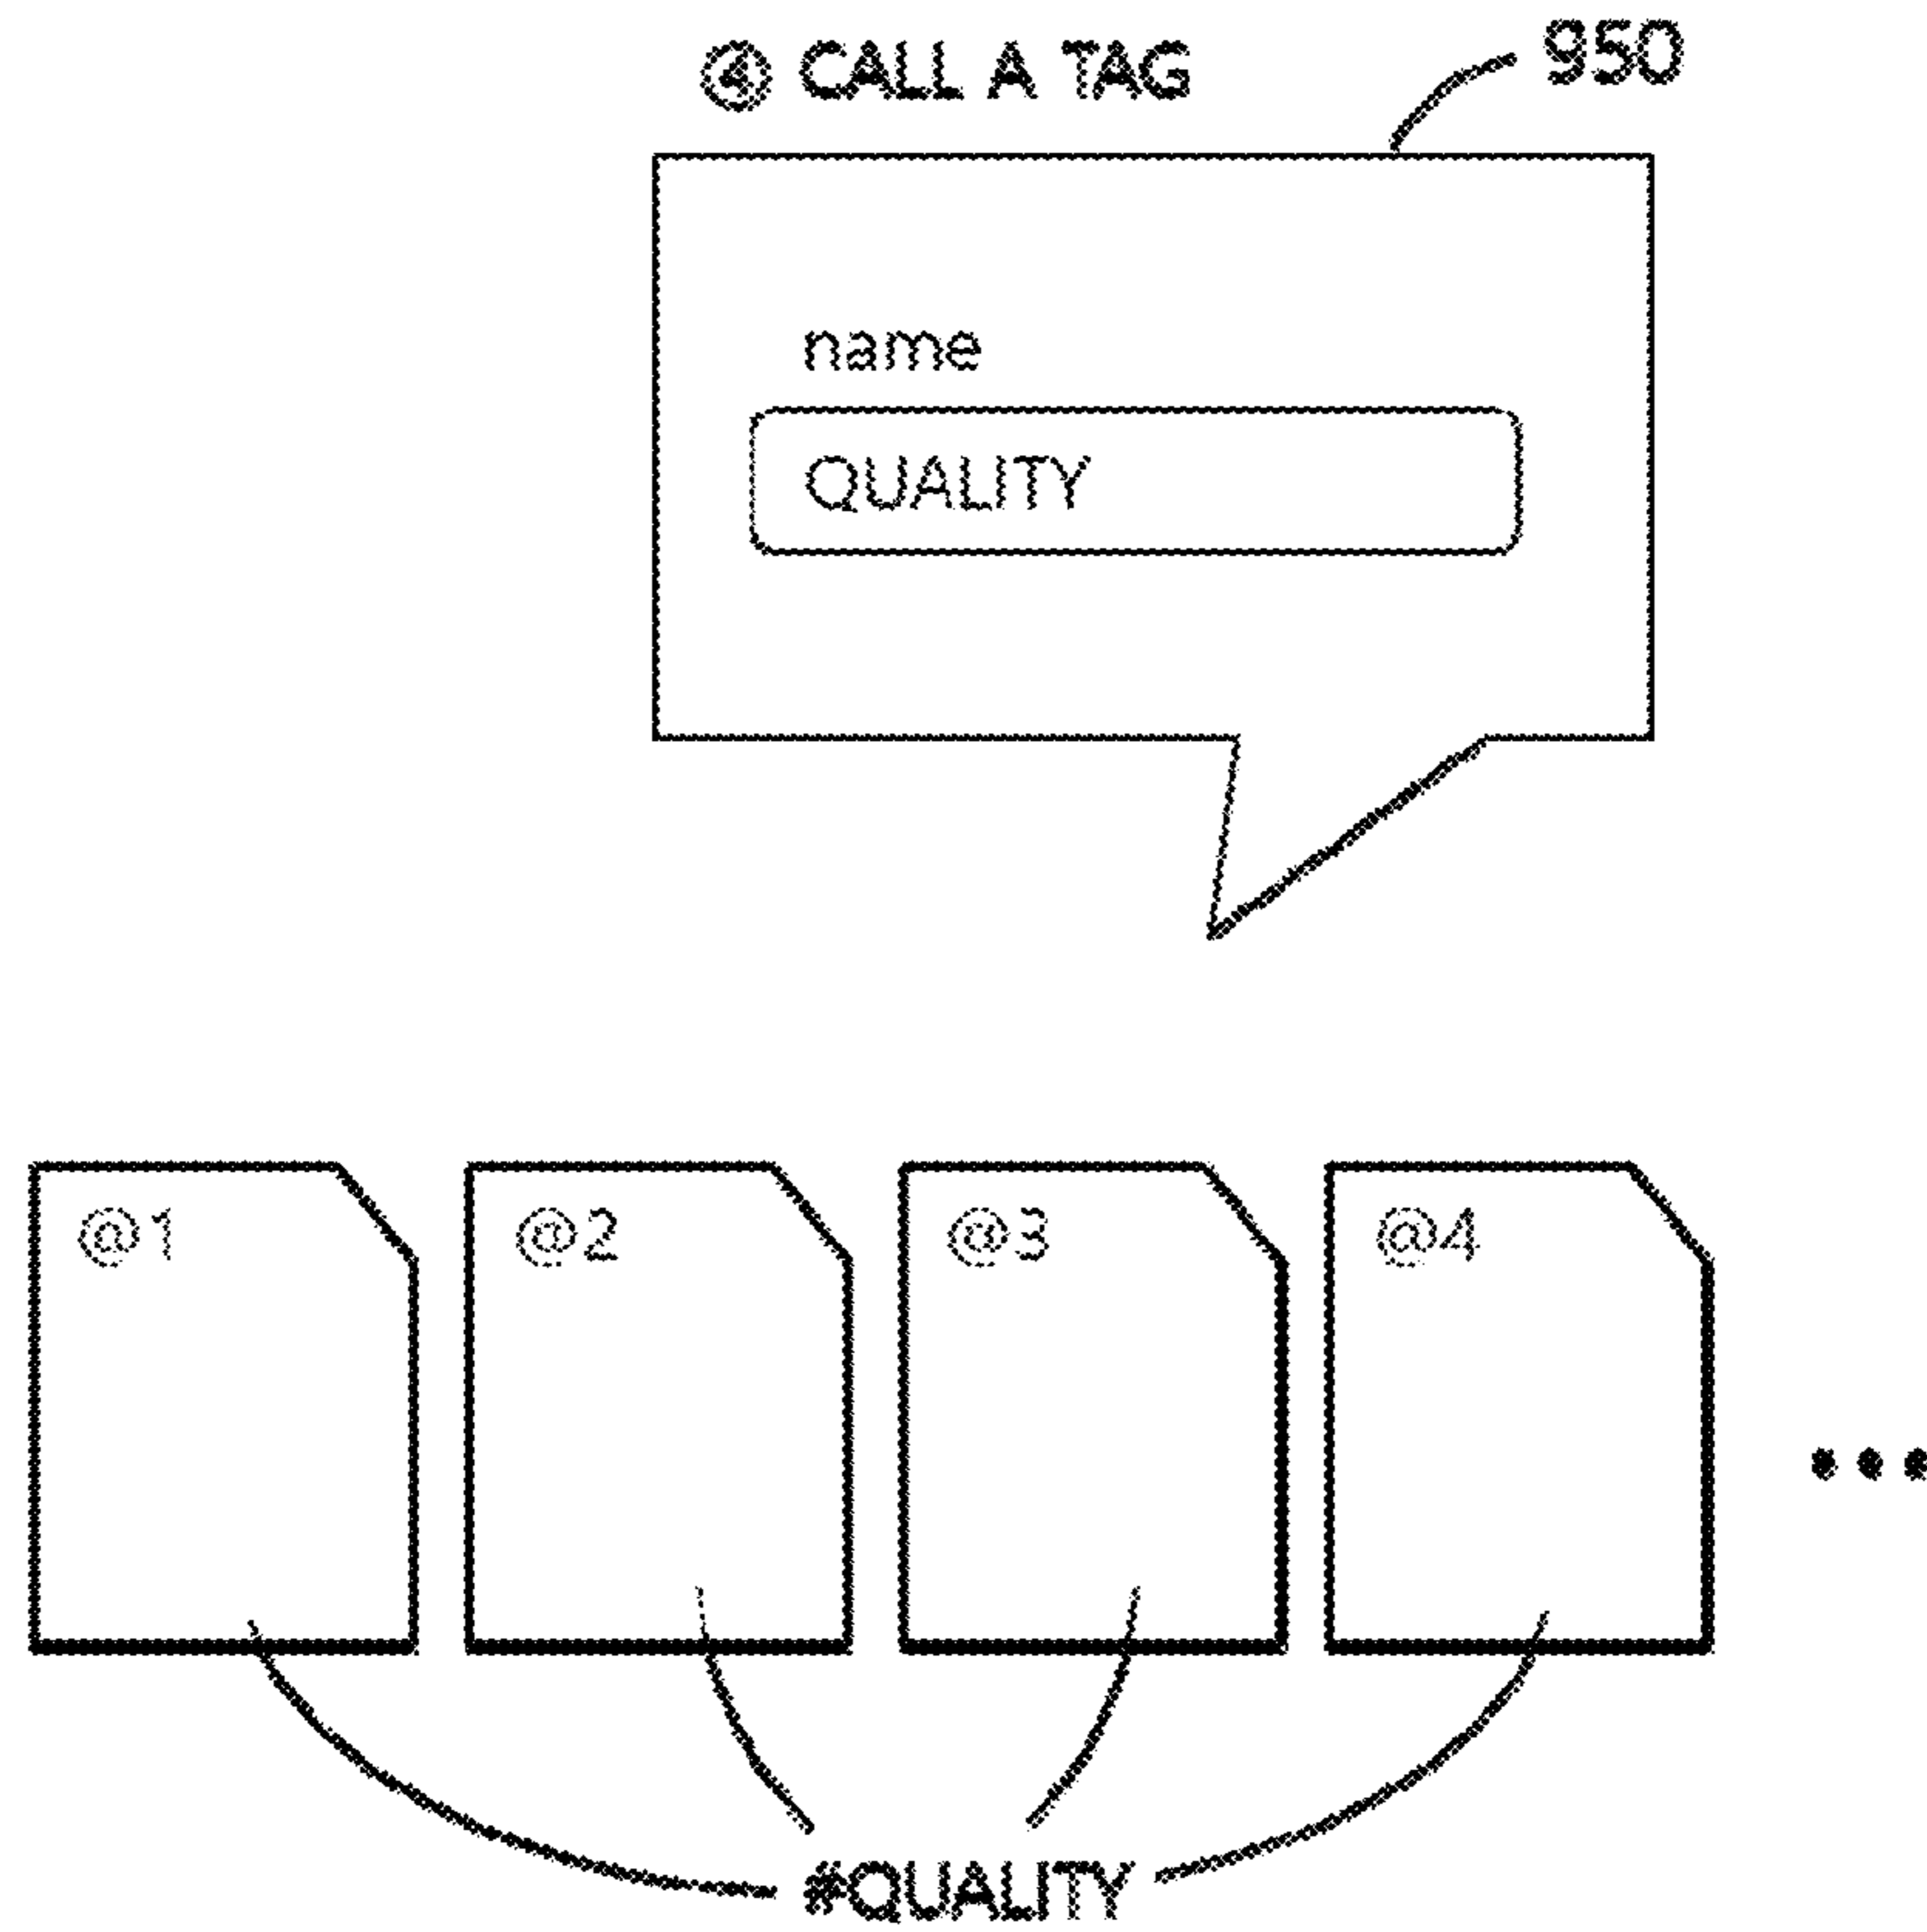 ④ CALL A TAG
950
name
QUALITY
@1
@2
@3
@4
•••
#QUALITY